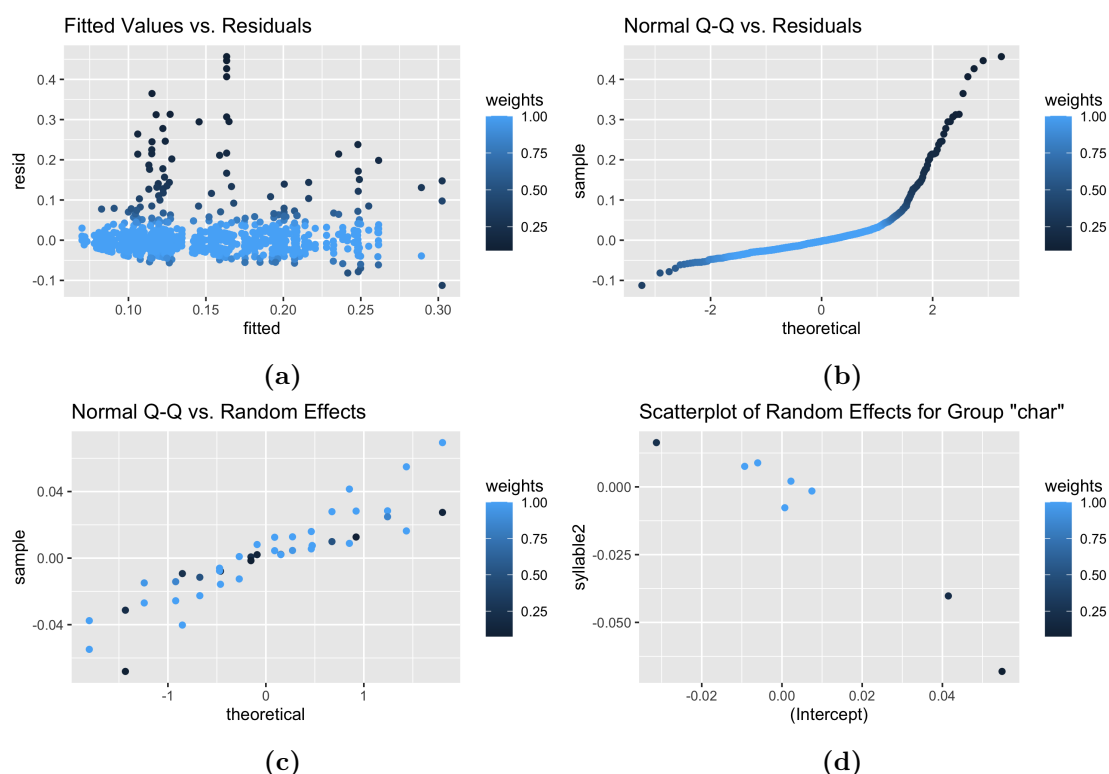 Fitted Values vs. Residuals
resid
0.4
0.3
0.2
0.1
0.0
-0.1
0.10
0.15
0.20
0.25
0.30
fitted
weights
1.00
0.75
0.50
0.25
(a)
Normal Q-Q vs. Residuals
sample
0.4
0.3
0.2
0.1
0.0
-0.1
-2
0
2
theoretical
weights
1.00
0.75
0.50
0.25
(b)
Normal Q-Q vs. Random Effects
sample
0.04
0.00
-0.04
-1
0
1
theoretical
weights
1.00
0.75
0.50
0.25
(c)
Scatterplot of Random Effects for Group "char"
syllable2
0.000
-0.025
-0.050
-0.02
0.00
0.02
0.04
(Intercept)
weights
1.00
0.75
0.50
0.25
(d)